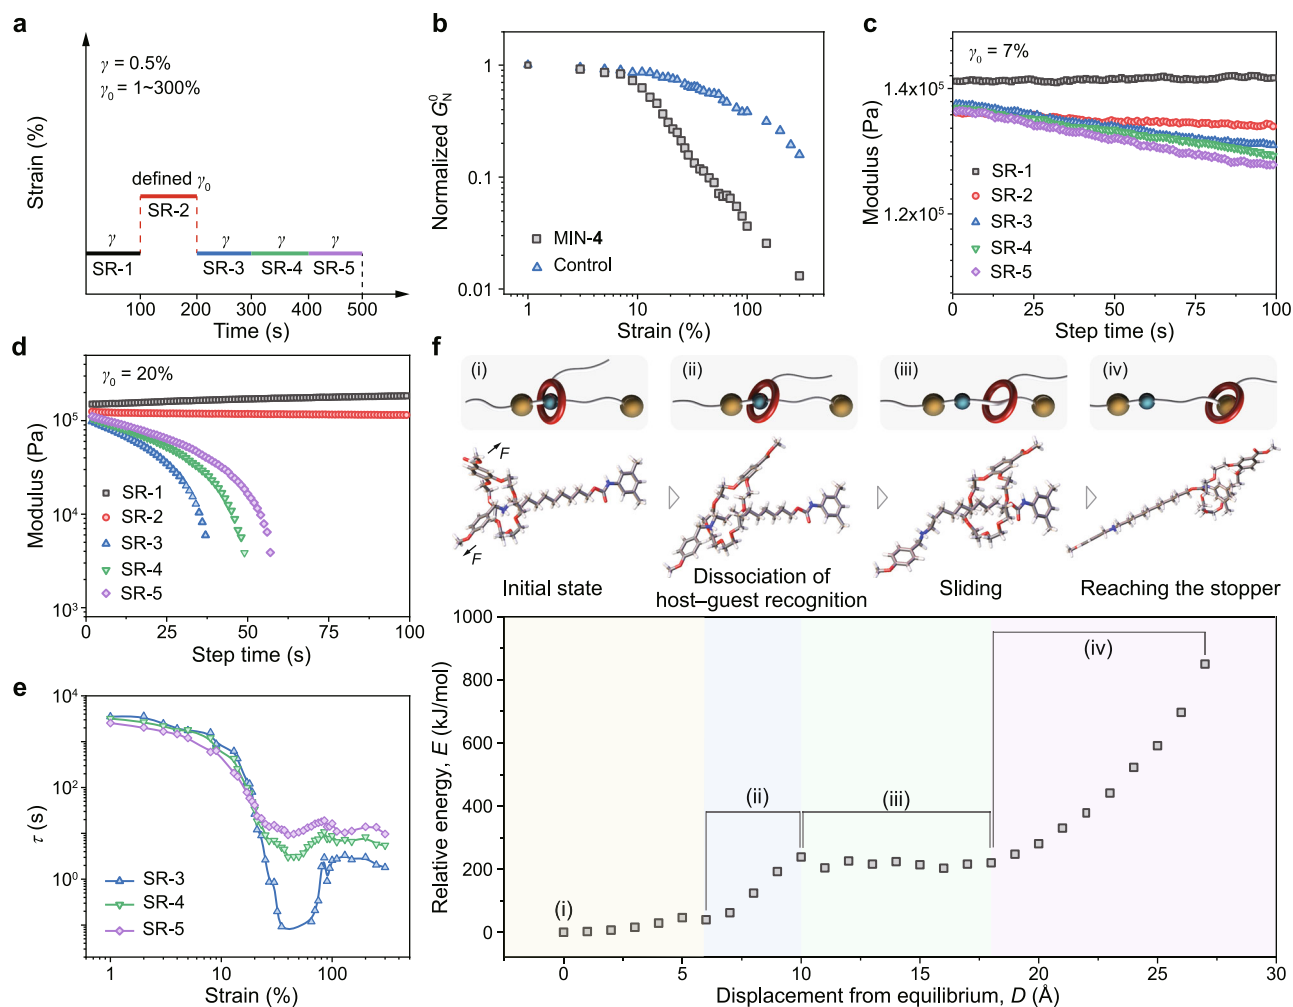 a
γ = 0.5%
γ0 = 1~300%
Strain (%)
defined γ0
SR-2
γ
γ
γ
γ
SR-1
SR-3
SR-4
SR-5
100
200
300
400
500
Time (s)
b
Normalized G⁰N
1
0.1
0.01
MIN-4
Control
1
10
100
Strain (%)
c
γ0 = 7%
Modulus (Pa)
1.4x10⁵
1.2x10⁵
SR-1
SR-2
SR-3
SR-4
SR-5
0
25
50
75
100
Step time (s)
d
γ0 = 20%
Modulus (Pa)
10⁵
10⁴
10³
SR-1
SR-2
SR-3
SR-4
SR-5
0
25
50
75
100
Step time (s)
e
τ (s)
10⁴
10²
10⁰
SR-3
SR-4
SR-5
1
10
100
Strain (%)
f
(i)
(ii)
(iii)
(iv)
F
F
Initial state
Dissociation of
host–guest recognition
Sliding
Reaching the stopper
Relative energy, E (kJ/mol)
1000
800
600
400
200
0
(i)
(ii)
(iii)
(iv)
0
5
10
15
20
25
30
Displacement from equilibrium, D (Å)